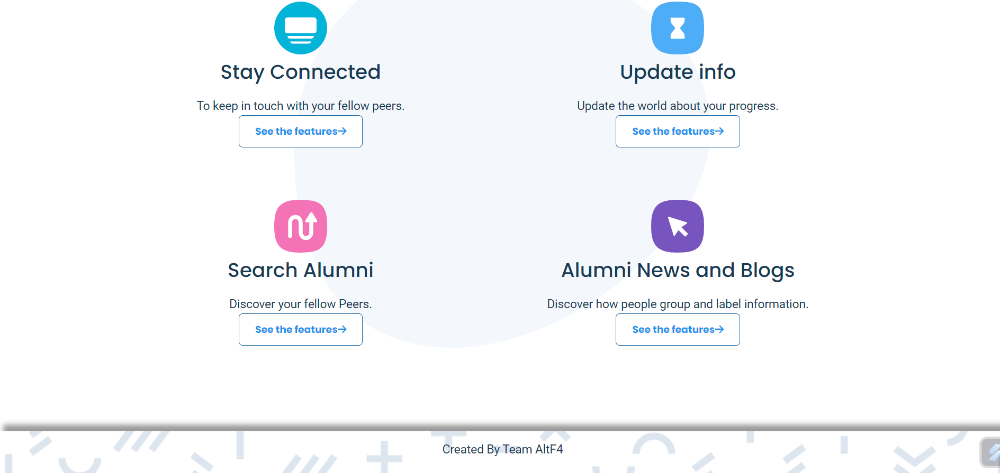 Stay Connected
To keep in touch with your fellow peers.
See the features→
Update info
Update the world about your progress.
See the features→
Search Alumni
Discover your fellow Peers.
See the features→
Alumni News and Blogs
Discover how people group and label information.
See the features→
Created By Team AltF4